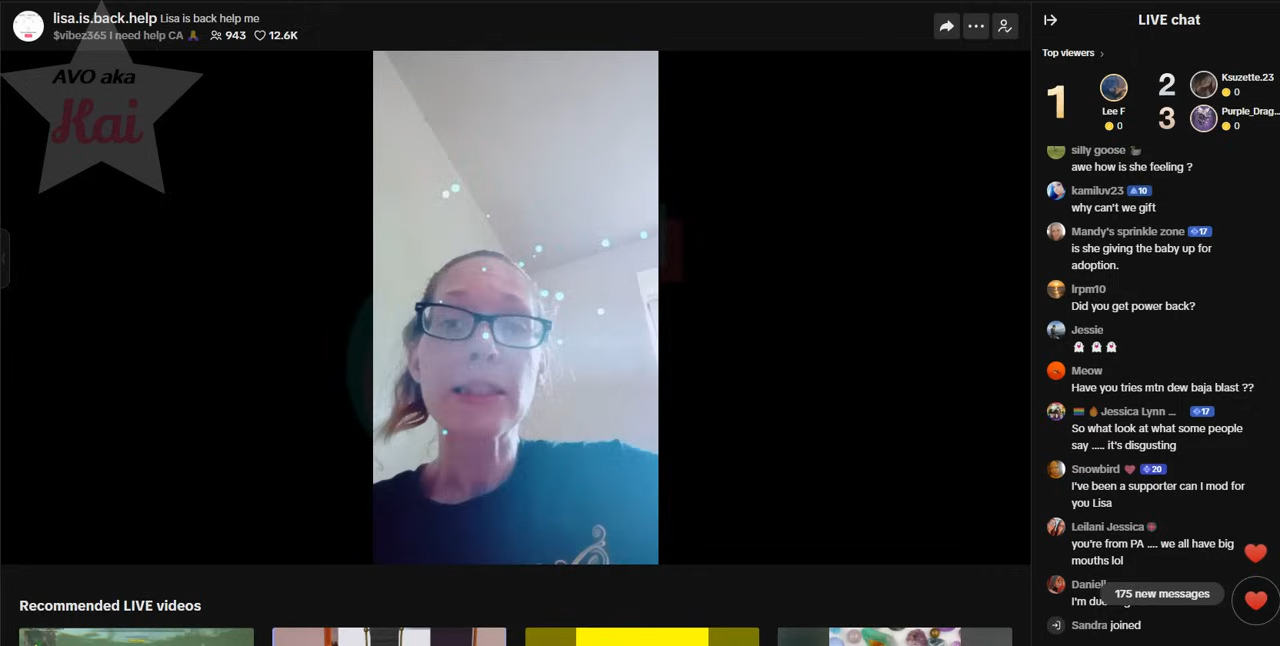 lisa.is.back.help Lisa is back help me
$vibez365 I need help CA 943 12.6K
AVO aka
Kai
LIVE chat
Top viewers
1
Lee F
0
2
Ksuzette.23
0
3
Purple_Drag...
0
silly goose
awe how is she feeling ?
kamiluv23 10
why can't we gift
Mandy's sprinkle zone 17
is she giving the baby up for
adoption.
lrpm10
Did you get power back?
Jessie
Meow
Have you tries mtn dew baja blast ??
Jessica Lynn ... 17
So what look at what some people
say ..... it's disgusting
Snowbird 20
I've been a supporter can I mod for
you Lisa
Leilani Jessica
you're from PA .... we all have big
mouths lol
Daniel
I'm du
175 new messages
Sandra joined
Recommended LIVE videos